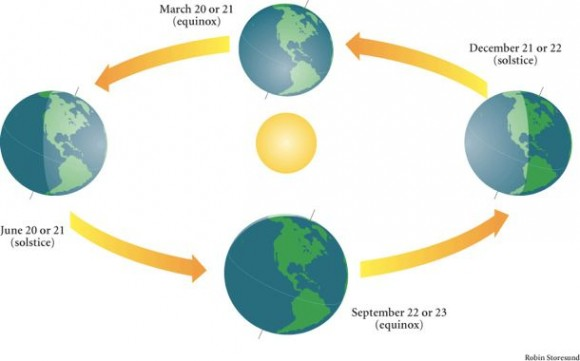 March 20 or 21
(equinox)
December 21 or 22
(solstice)
June 20 or 21
(solstice)
September 22 or 23
(equinox)
Robin Storesund